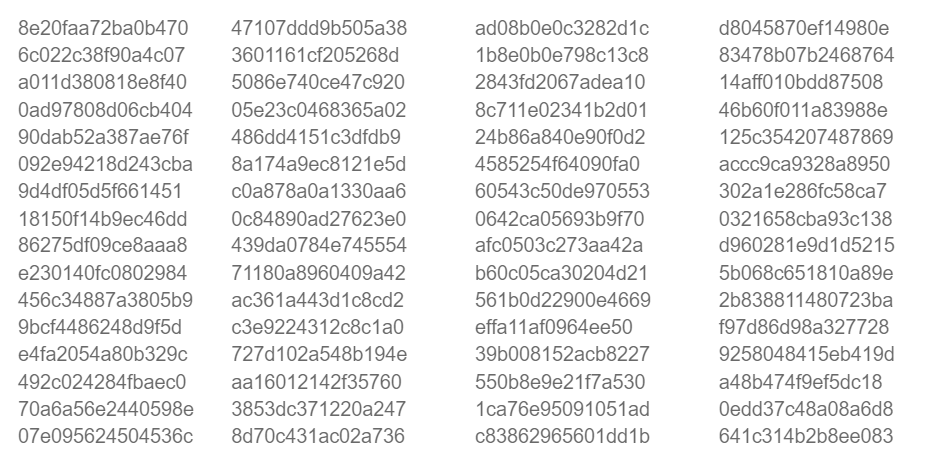 8e20faa72ba0b470 47107ddd9b505a38 ad08b0e0c3282d1c d8045870ef14980e
6c022c38f90a4c07 3601161cf205268d 1b8e0b0e798c13c8 83478b07b2468764
a011d380818e8f40 5086e740ce47c920 2843fd2067adea10 14aff010bdd87508
0ad97808d06cb404 05e23c0468365a02 8c711e02341b2d01 46b60f011a83988e
90dab52a387ae76f 486dd4151c3dfdb9 24b86a840e90f0d2 125c354207487869
092e94218d243cba 8a174a9ec8121e5d 4585254f64090fa0 accc9ca9328a8950
9d4df05d5f661451 c0a878a0a1330aa6 60543c50de970553 302a1e286fc58ca7
18150f14b9ec46dd 0c84890ad27623e0 0642ca05693b9f70 0321658cba93c138
86275df09ce8aaa8 439da0784e745554 afc0503c273aa42a d960281e9d1d5215
e230140fc0802984 71180a8960409a42 b60c05ca30204d21 5b068c651810a89e
456c34887a3805b9 ac361a443d1c8cd2 561b0d22900e4669 2b838811480723ba
9bcf4486248d9f5d c3e9224312c8c1a0 effa11af0964ee50 f97d86d98a327728
e4fa2054a80b329c 727d102a548b194e 39b008152acb8227 9258048415eb419d
492c024284fbaec0 aa16012142f35760 550b8e9e21f7a530 a48b474f9ef5dc18
70a6a56e2440598e 3853dc371220a247 1ca76e95091051ad 0edd37c48a08a6d8
07e095624504536c 8d70c431ac02a736 c83862965601dd1b 641c314b2b8ee083